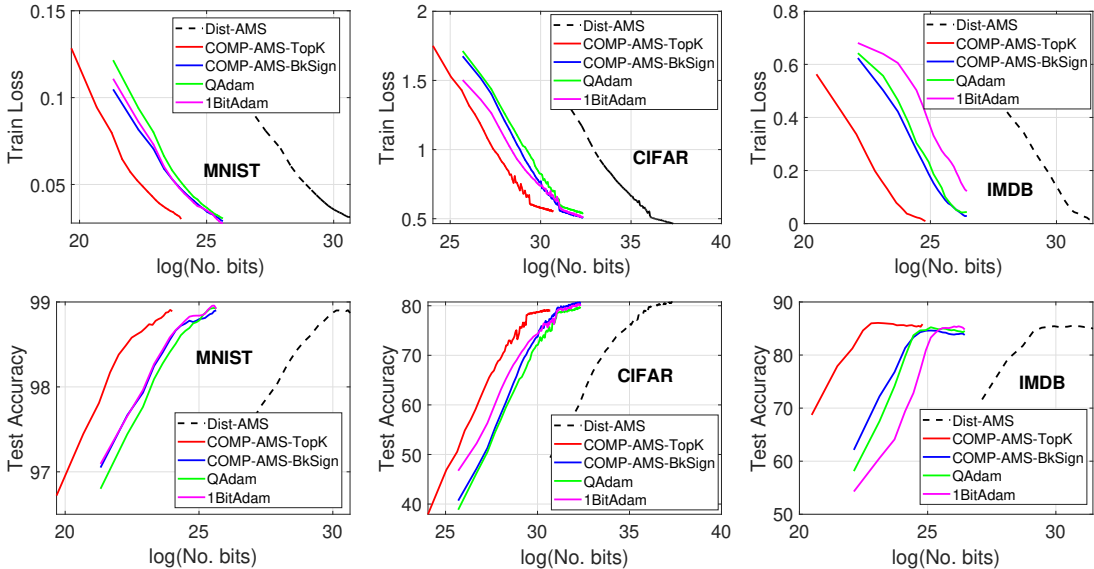 0.15
0.1
0.05
Train Loss
20
25
30
log(No. bits)
MNIST
Dist-AMS
COMP-AMS-TopK
COMP-AMS-BkSign
QAdam
1BitAdam
2
1.5
1
0.5
Train Loss
25
30
35
40
log(No. bits)
CIFAR
Dist-AMS
COMP-AMS-TopK
COMP-AMS-BkSign
QAdam
1BitAdam
0.8
0.6
0.4
0.2
0
Train Loss
20
25
30
log(No. bits)
IMDB
Dist-AMS
COMP-AMS-TopK
COMP-AMS-BkSign
QAdam
1BitAdam
99
98
97
Test Accuracy
20
25
30
log(No. bits)
MNIST
Dist-AMS
COMP-AMS-TopK
COMP-AMS-BkSign
QAdam
1BitAdam
80
70
60
50
40
Test Accuracy
25
30
35
40
log(No. bits)
CIFAR
Dist-AMS
COMP-AMS-TopK
COMP-AMS-BkSign
QAdam
1BitAdam
90
80
70
60
50
Test Accuracy
20
25
30
log(No. bits)
IMDB
Dist-AMS
COMP-AMS-TopK
COMP-AMS-BkSign
QAdam
1BitAdam